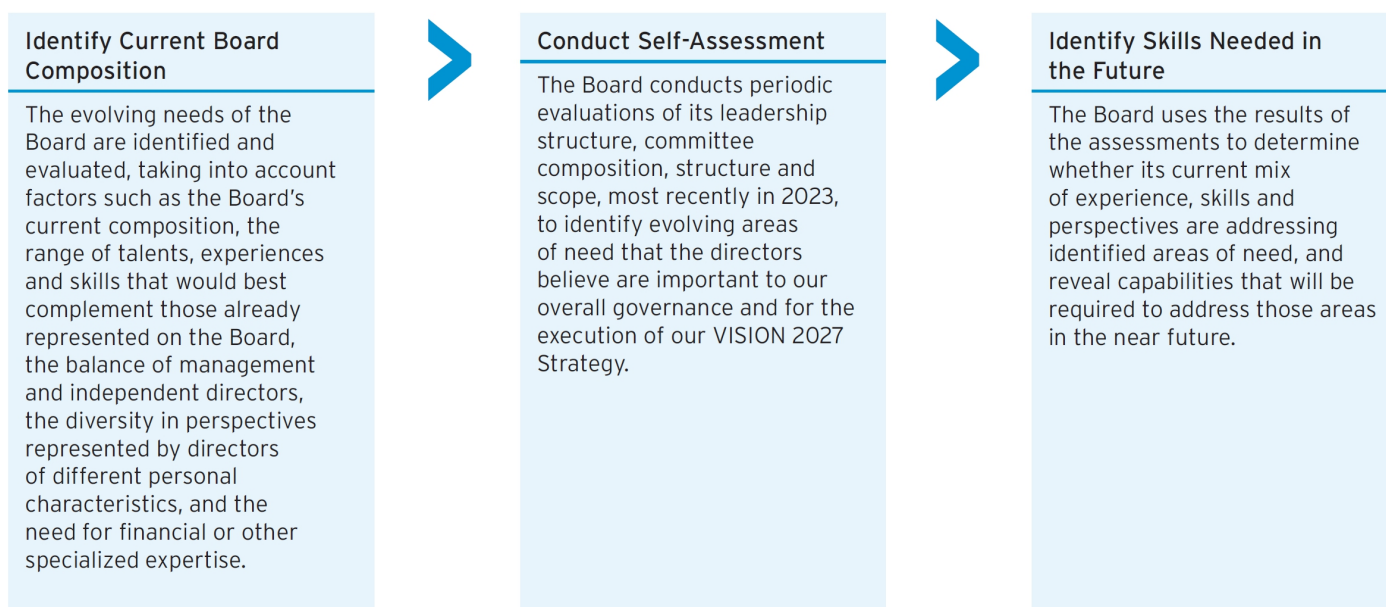 Identify Current Board
Composition
The evolving needs of the
Board are identified and
evaluated, taking into account
factors such as the Board’s
current composition, the
range of talents, experiences
and skills that would best
complement those already
represented on the Board,
the balance of management
and independent directors,
the diversity in perspectives
represented by directors
of different personal
characteristics, and the
need for financial or other
specialized expertise.
Conduct Self-Assessment
The Board conducts periodic
evaluations of its leadership
structure, committee
composition, structure and
scope, most recently in 2023,
to identify evolving areas
of need that the directors
believe are important to our
overall governance and for the
execution of our VISION 2027
Strategy.
Identify Skills Needed in
the Future
The Board uses the results of
the assessments to determine
whether its current mix
of experience, skills and
perspectives are addressing
identified areas of need, and
reveal capabilities that will be
required to address those areas
in the near future.